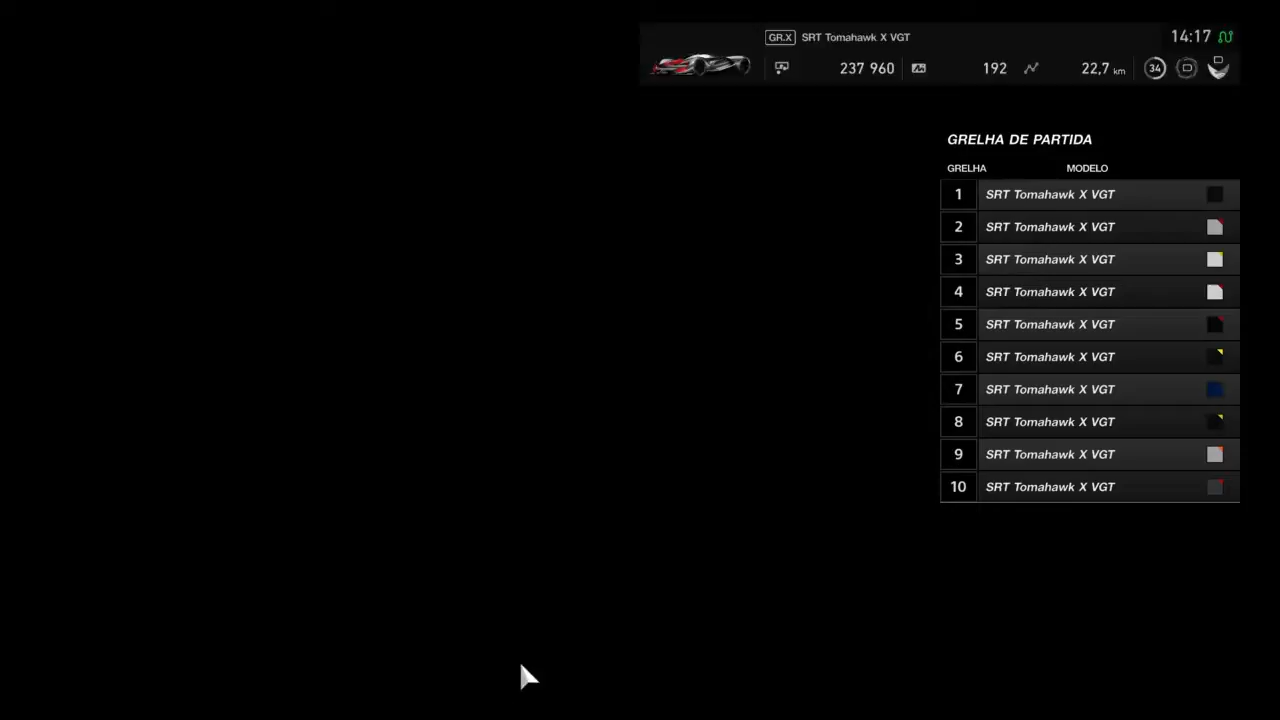 GR.X SRT Tomahawk X VGT 14:17
237 960 192 22,7 km 34
GRELHA DE PARTIDA
GRELHA MODELO
1 SRT Tomahawk X VGT
2 SRT Tomahawk X VGT
3 SRT Tomahawk X VGT
4 SRT Tomahawk X VGT
5 SRT Tomahawk X VGT
6 SRT Tomahawk X VGT
7 SRT Tomahawk X VGT
8 SRT Tomahawk X VGT
9 SRT Tomahawk X VGT
10 SRT Tomahawk X VGT